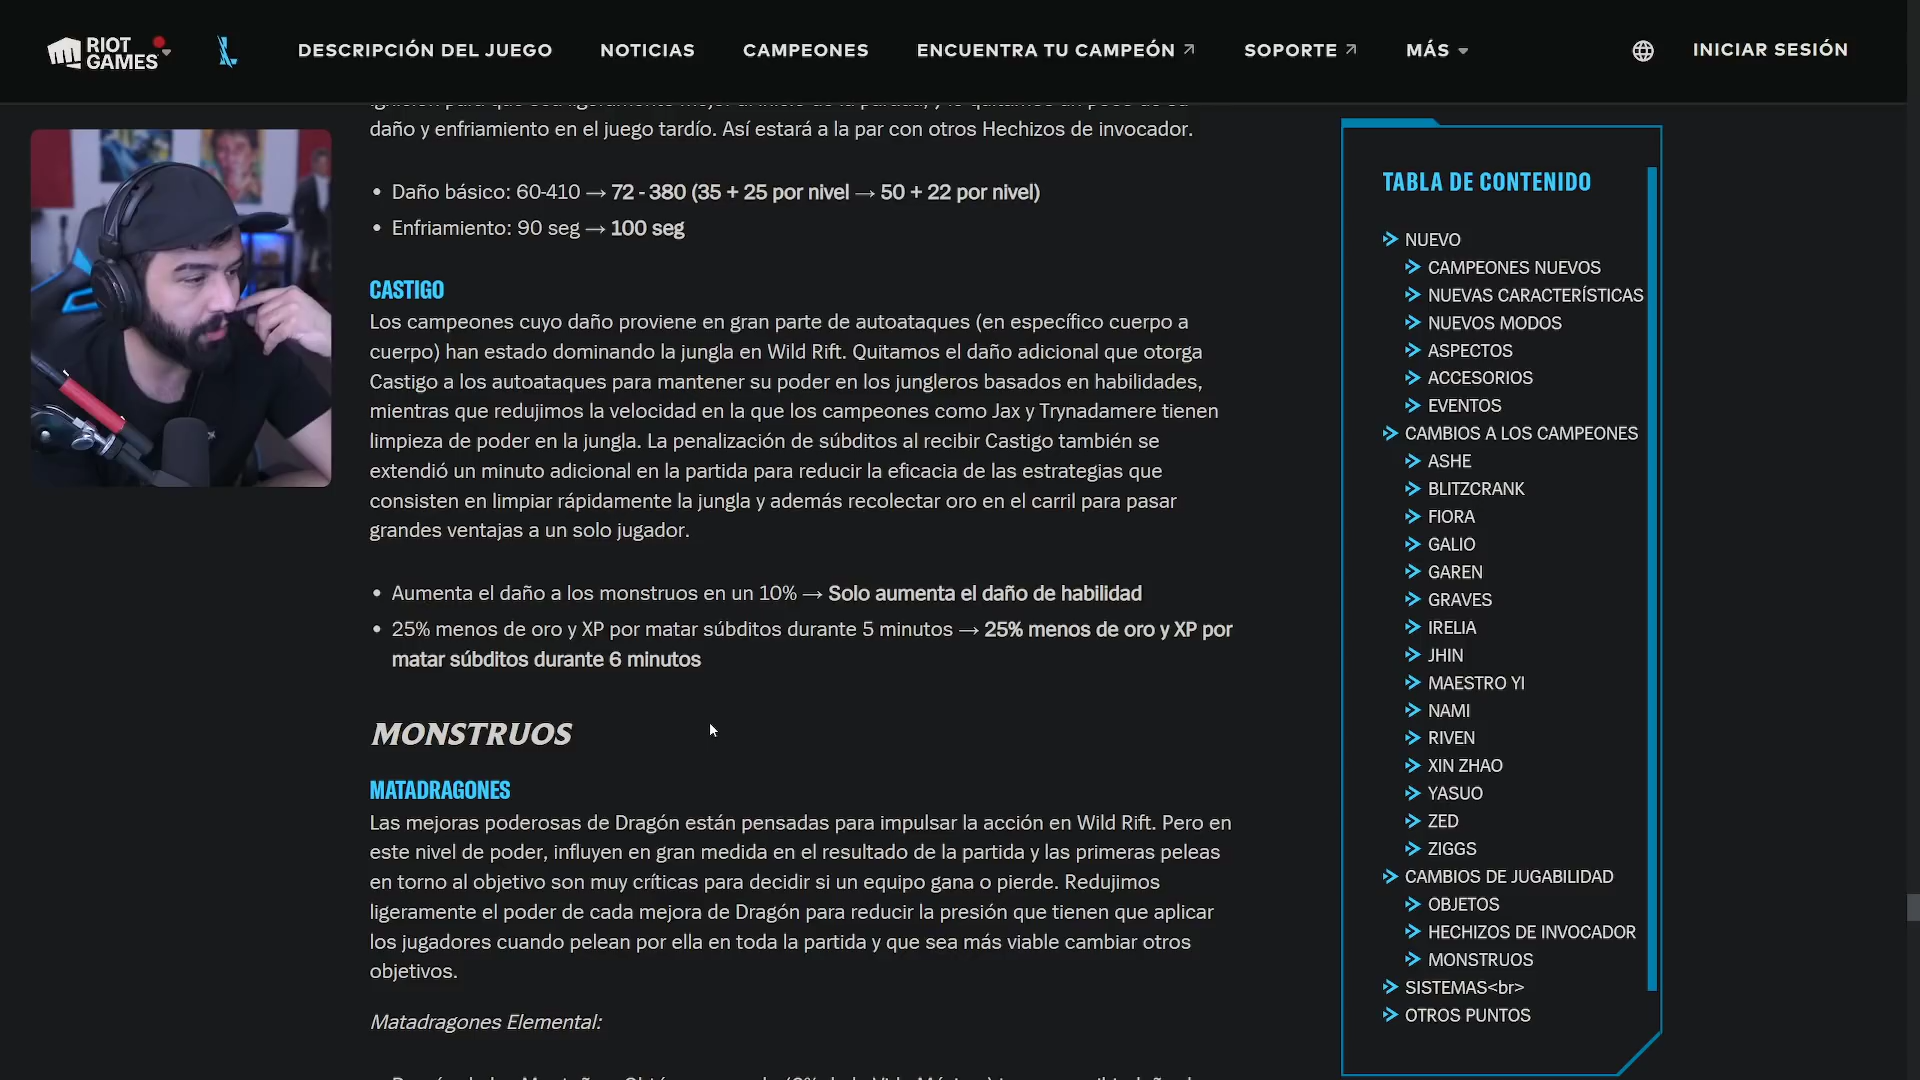 RIOT
GAMES
DESCRIPCIÓN DEL JUEGO
NOTICIAS
CAMPEONES
ENCUENTRA TU CAMPEÓN
SOPORTE
MÁS
INICIAR SESIÓN
daño y enfriamiento en el juego tardío. Así estará a la par con otros Hechizos de invocador.
• Daño básico: 60-410 → 72 - 380 (35 + 25 por nivel → 50 + 22 por nivel)
• Enfriamiento: 90 seg → 100 seg
CASTIGO
Los campeones cuyo daño proviene en gran parte de autoataques (en específico cuerpo a
cuerpo) han estado dominando la jungla en Wild Rift. Quitamos el daño adicional que otorga
Castigo a los autoataques para mantener su poder en los jungleros basados en habilidades,
mientras que redujimos la velocidad en la que los campeones como Jax y Trynadamere tienen
limpieza de poder en la jungla. La penalización de súbditos al recibir Castigo también se
extendió un minuto adicional en la partida para reducir la eficacia de las estrategias que
consisten en limpiar rápidamente la jungla y además recolectar oro en el carril para pasar
grandes ventajas a un solo jugador.
• Aumenta el daño a los monstruos en un 10% → Solo aumenta el daño de habilidad
• 25% menos de oro y XP por matar súbditos durante 5 minutos → 25% menos de oro y XP por
matar súbditos durante 6 minutos
MONSTRUOS
MATADRAGONES
Las mejoras poderosas de Dragón están pensadas para impulsar la acción en Wild Rift. Pero en
este nivel de poder, influyen en gran medida en el resultado de la partida y las primeras peleas
en torno al objetivo son muy críticas para decidir si un equipo gana o pierde. Redujimos
ligeramente el poder de cada mejora de Dragón para reducir la presión que tienen que aplicar
los jugadores cuando pelean por ella en toda la partida y que sea más viable cambiar otros
objetivos.
Matadragones Elemental:
TABLA DE CONTENIDO
NUEVO
CAMPEONES NUEVOS
NUEVAS CARACTERÍSTICAS
NUEVOS MODOS
ASPECTOS
ACCESORIOS
EVENTOS
CAMBIOS A LOS CAMPEONES
ASHE
BLITZCRANK
FIORA
GALIO
GAREN
GRAVES
IRELIA
JHIN
MAESTRO YI
NAMI
RIVEN
XIN ZHAO
YASUO
ZED
ZIGGS
CAMBIOS DE JUGABILIDAD
OBJETOS
HECHIZOS DE INVOCADOR
MONSTRUOS
SISTEMAS<br>
OTROS PUNTOS